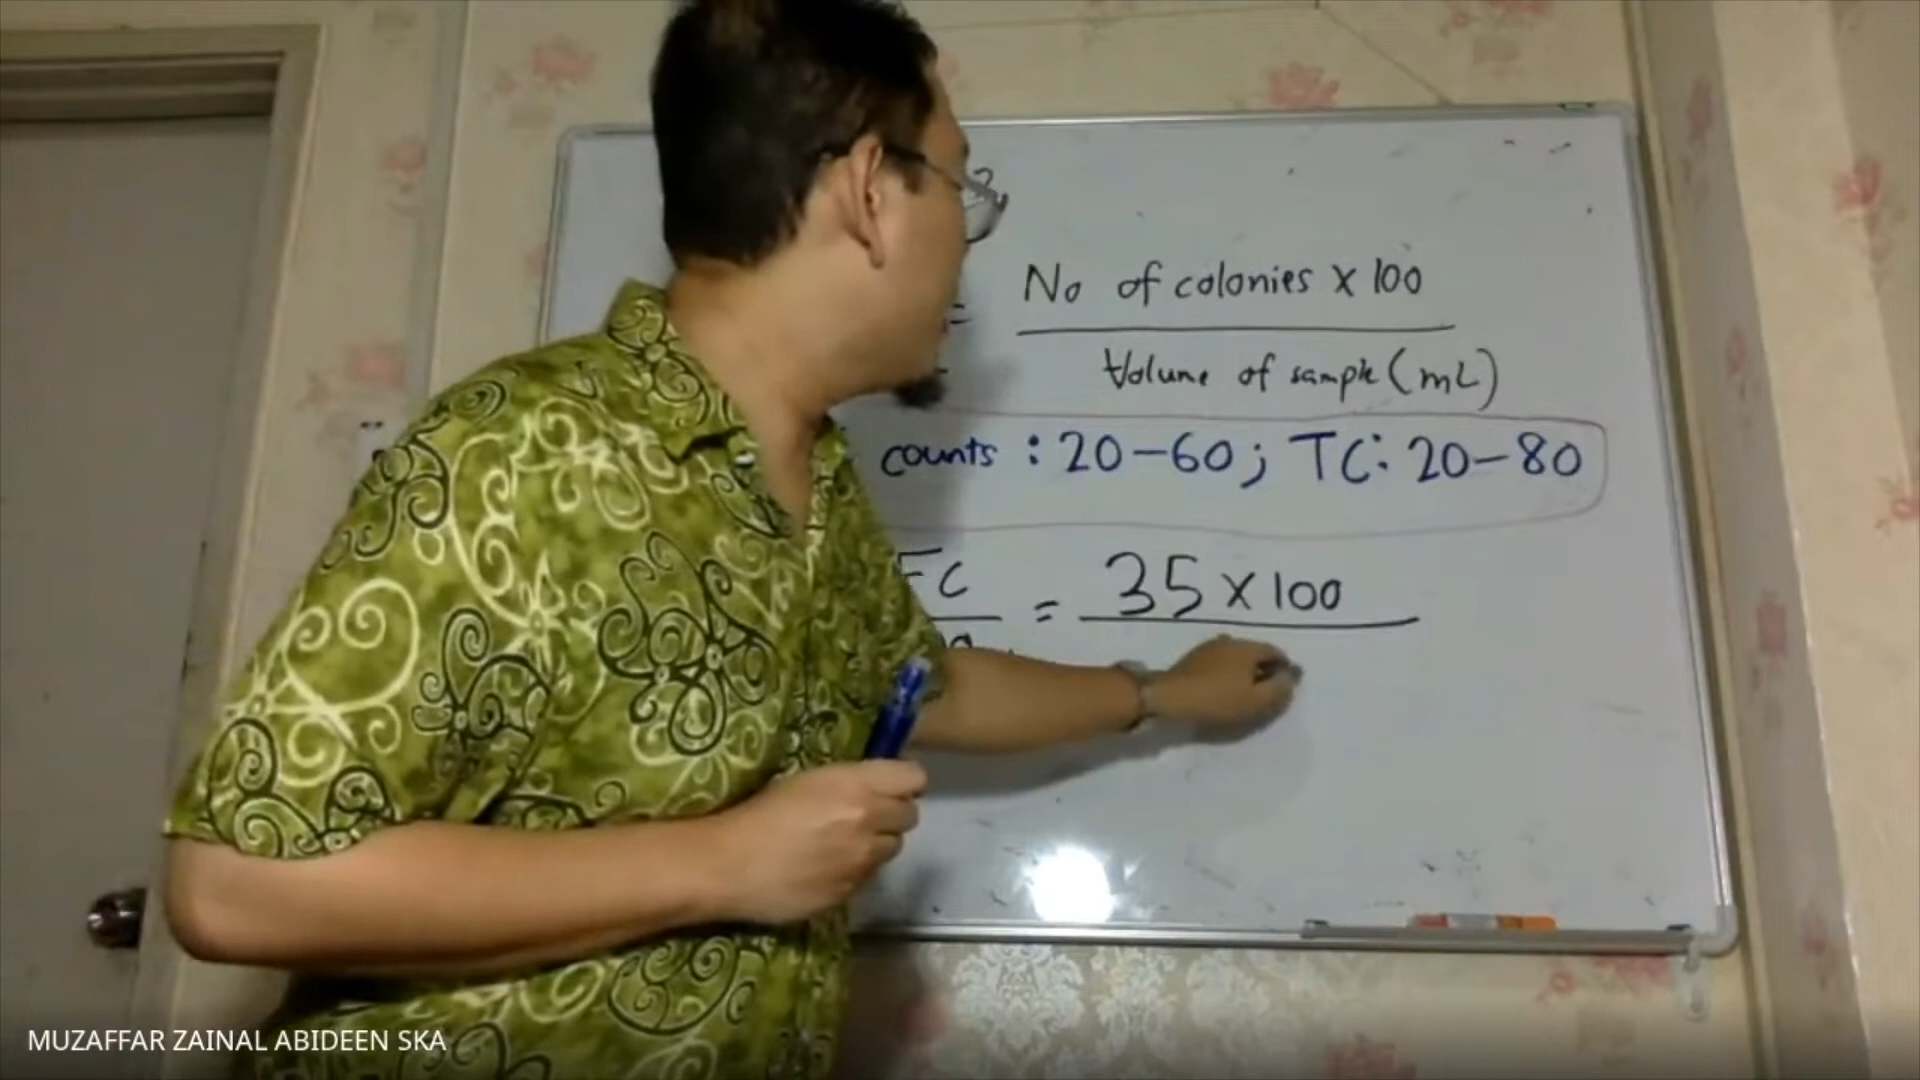 = No of colonies x 100
Volume of sample (mL)
counts : 20-60; TC: 20-80
FC = 35 x 100
MUZAFFAR ZAINAL ABIDEEN SKA